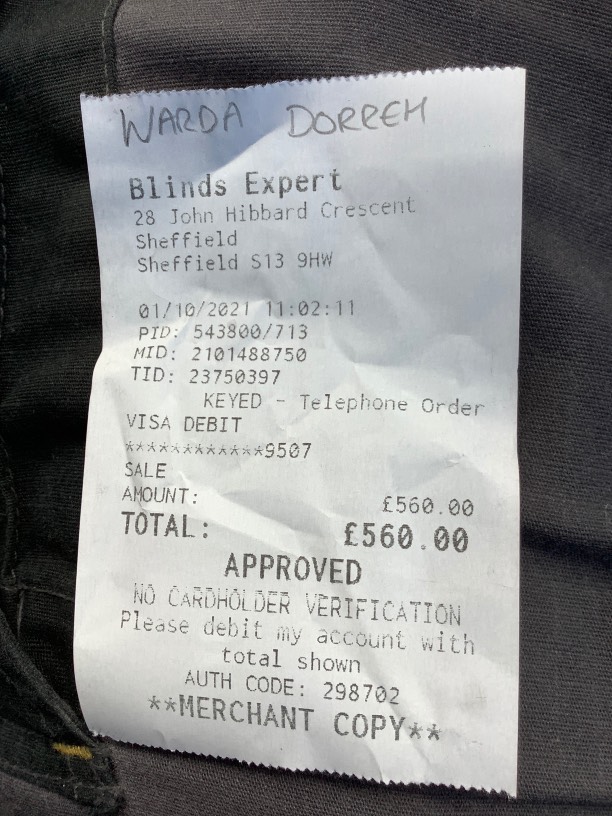 WARDA DORREH
Blinds Expert
28 John Hibbard Crescent
Sheffield
Sheffield S13 9HW
01/10/2021 11:02:11
PID: 543800/713
MID: 2101488750
TID: 23750397
KEYED - Telephone Order
VISA DEBIT
************9507
SALE
AMOUNT: £560.00
TOTAL: £560.00
APPROVED
NO CARDHOLDER VERIFICATION
Please debit my account with
total shown
AUTH CODE: 298702
**MERCHANT COPY**